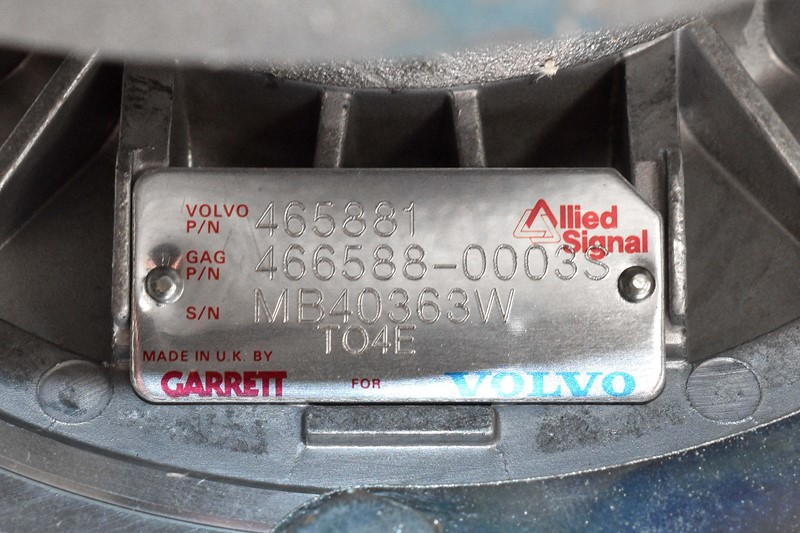 VOLVO P/N 465881
Allied Signal
GAG P/N 466588-0003S
S/N MB40363W
TO4E
MADE IN U.K. BY
GARRETT FOR VOLVO